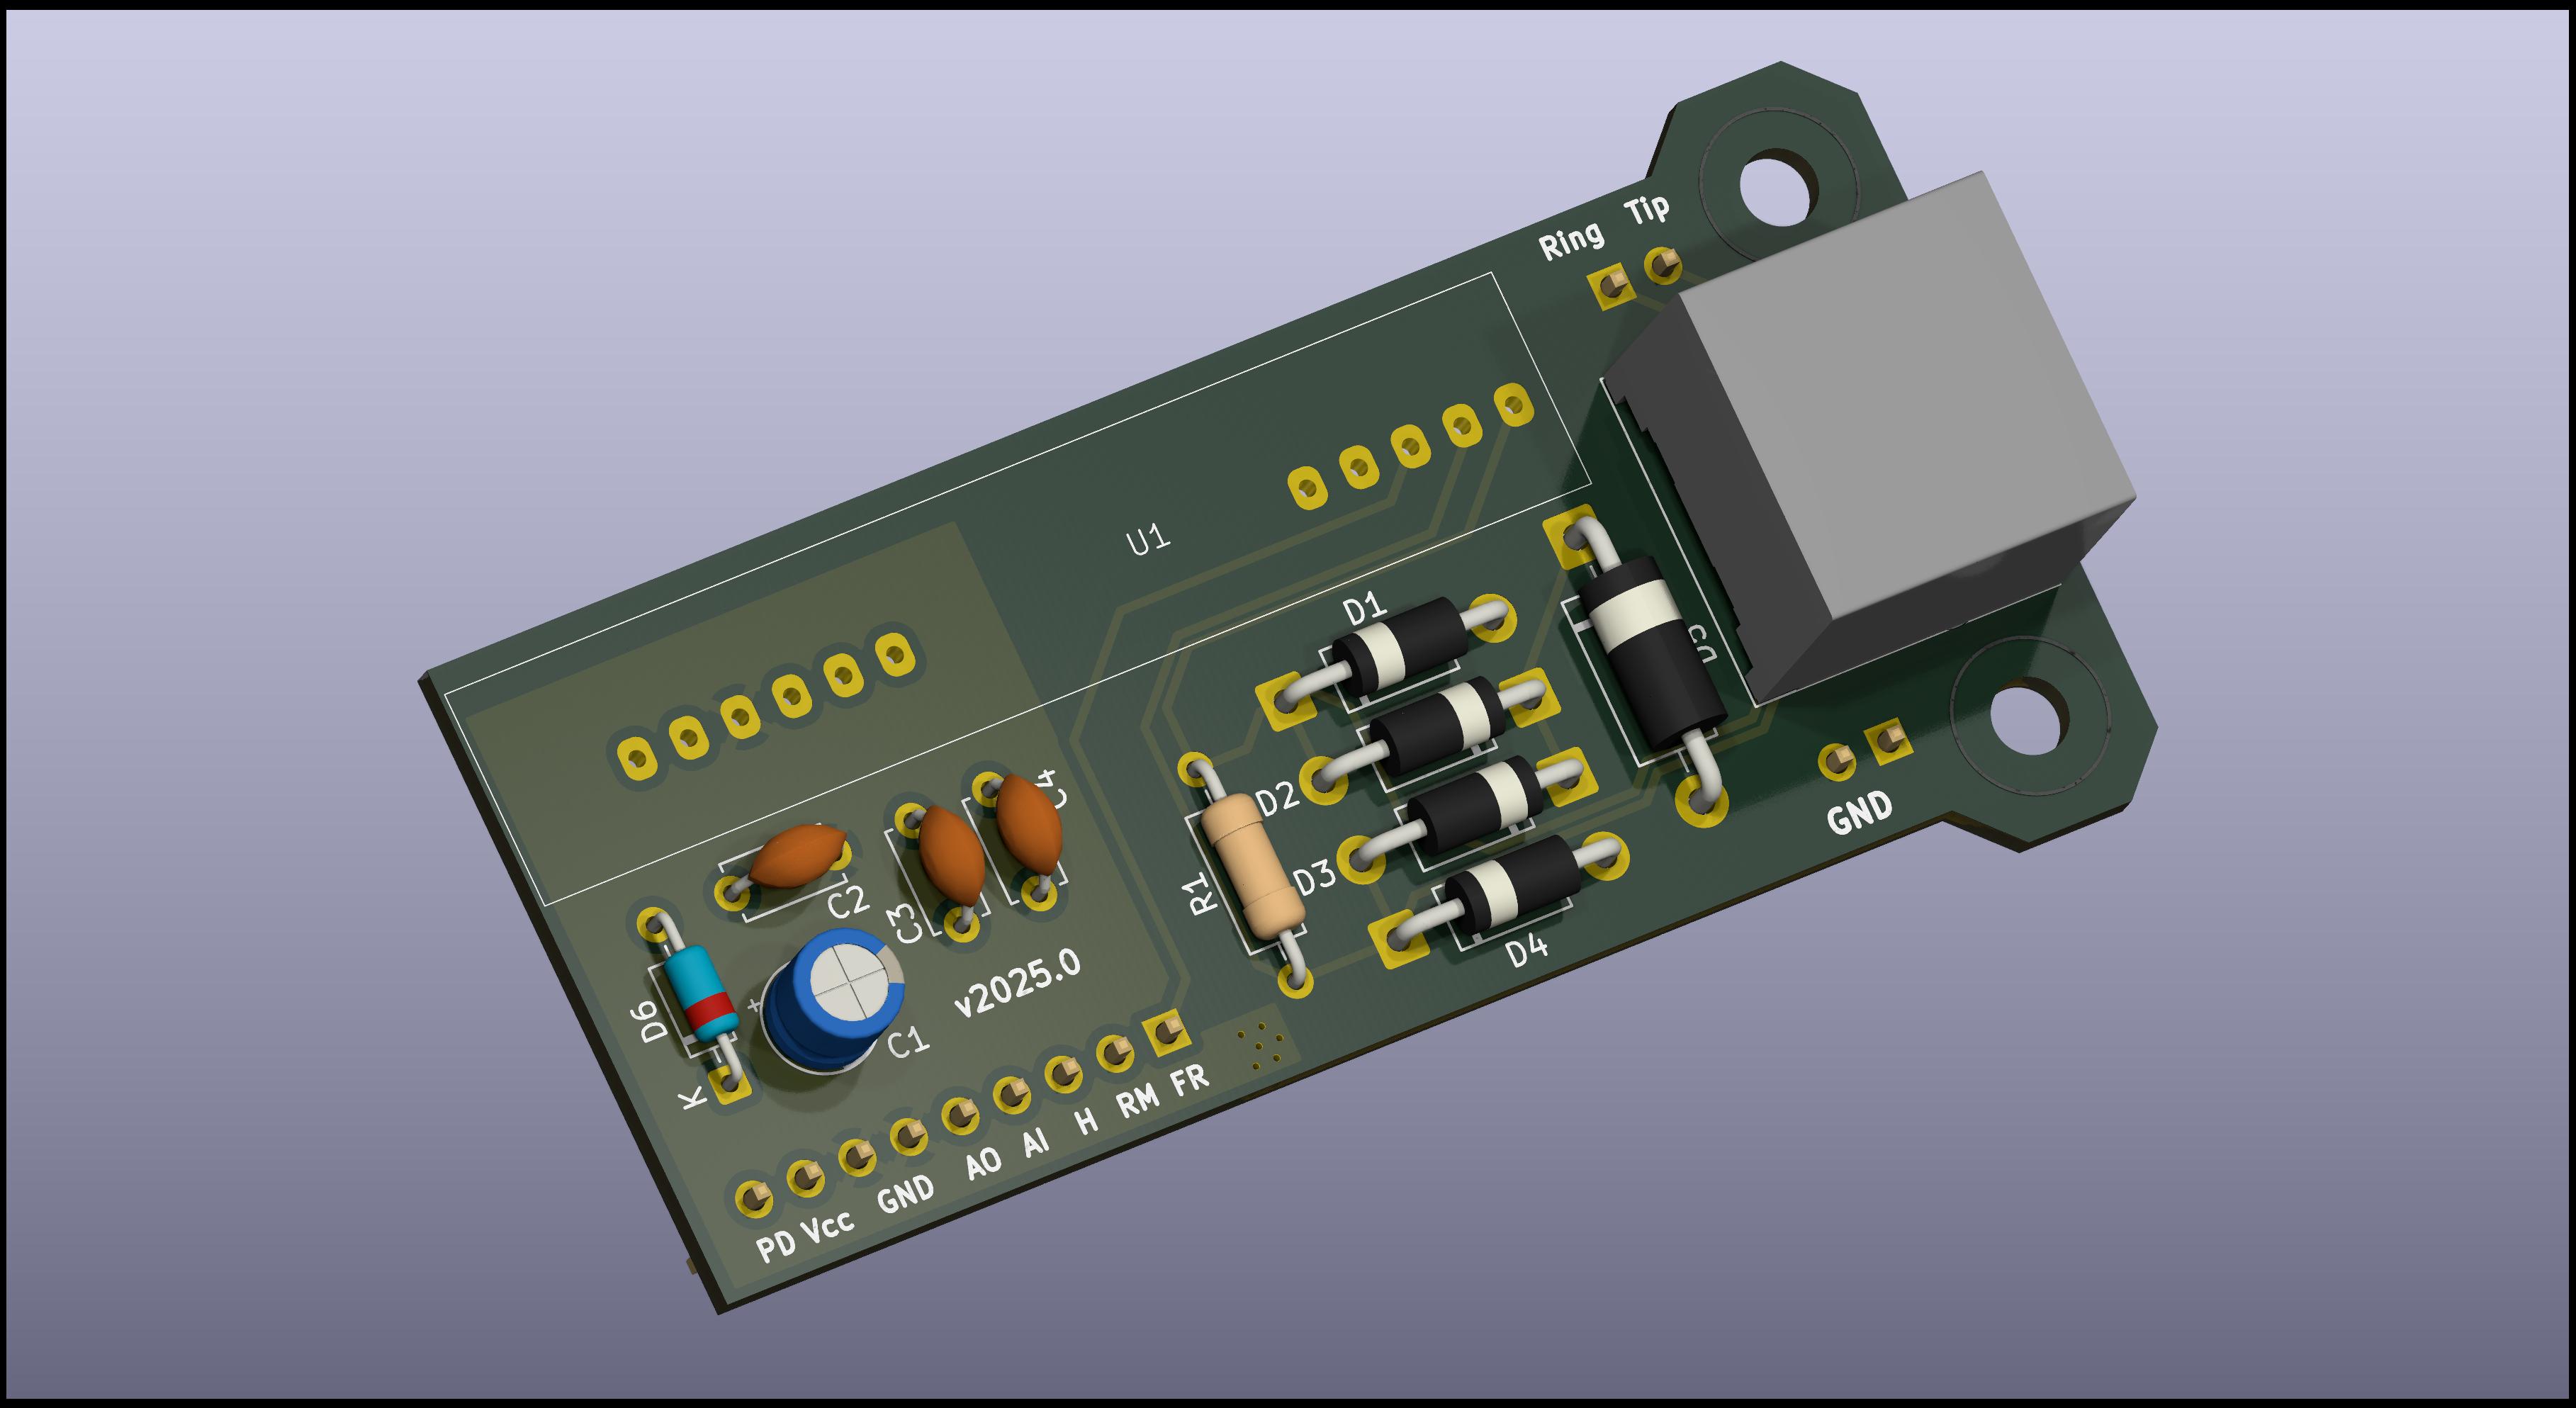 Ring Tip
U1
D1
D2
D3
D4
R1
GND
C2
C3
D6
+
C1
v2025.0
K
PD Vcc GND AO AI H RM FR